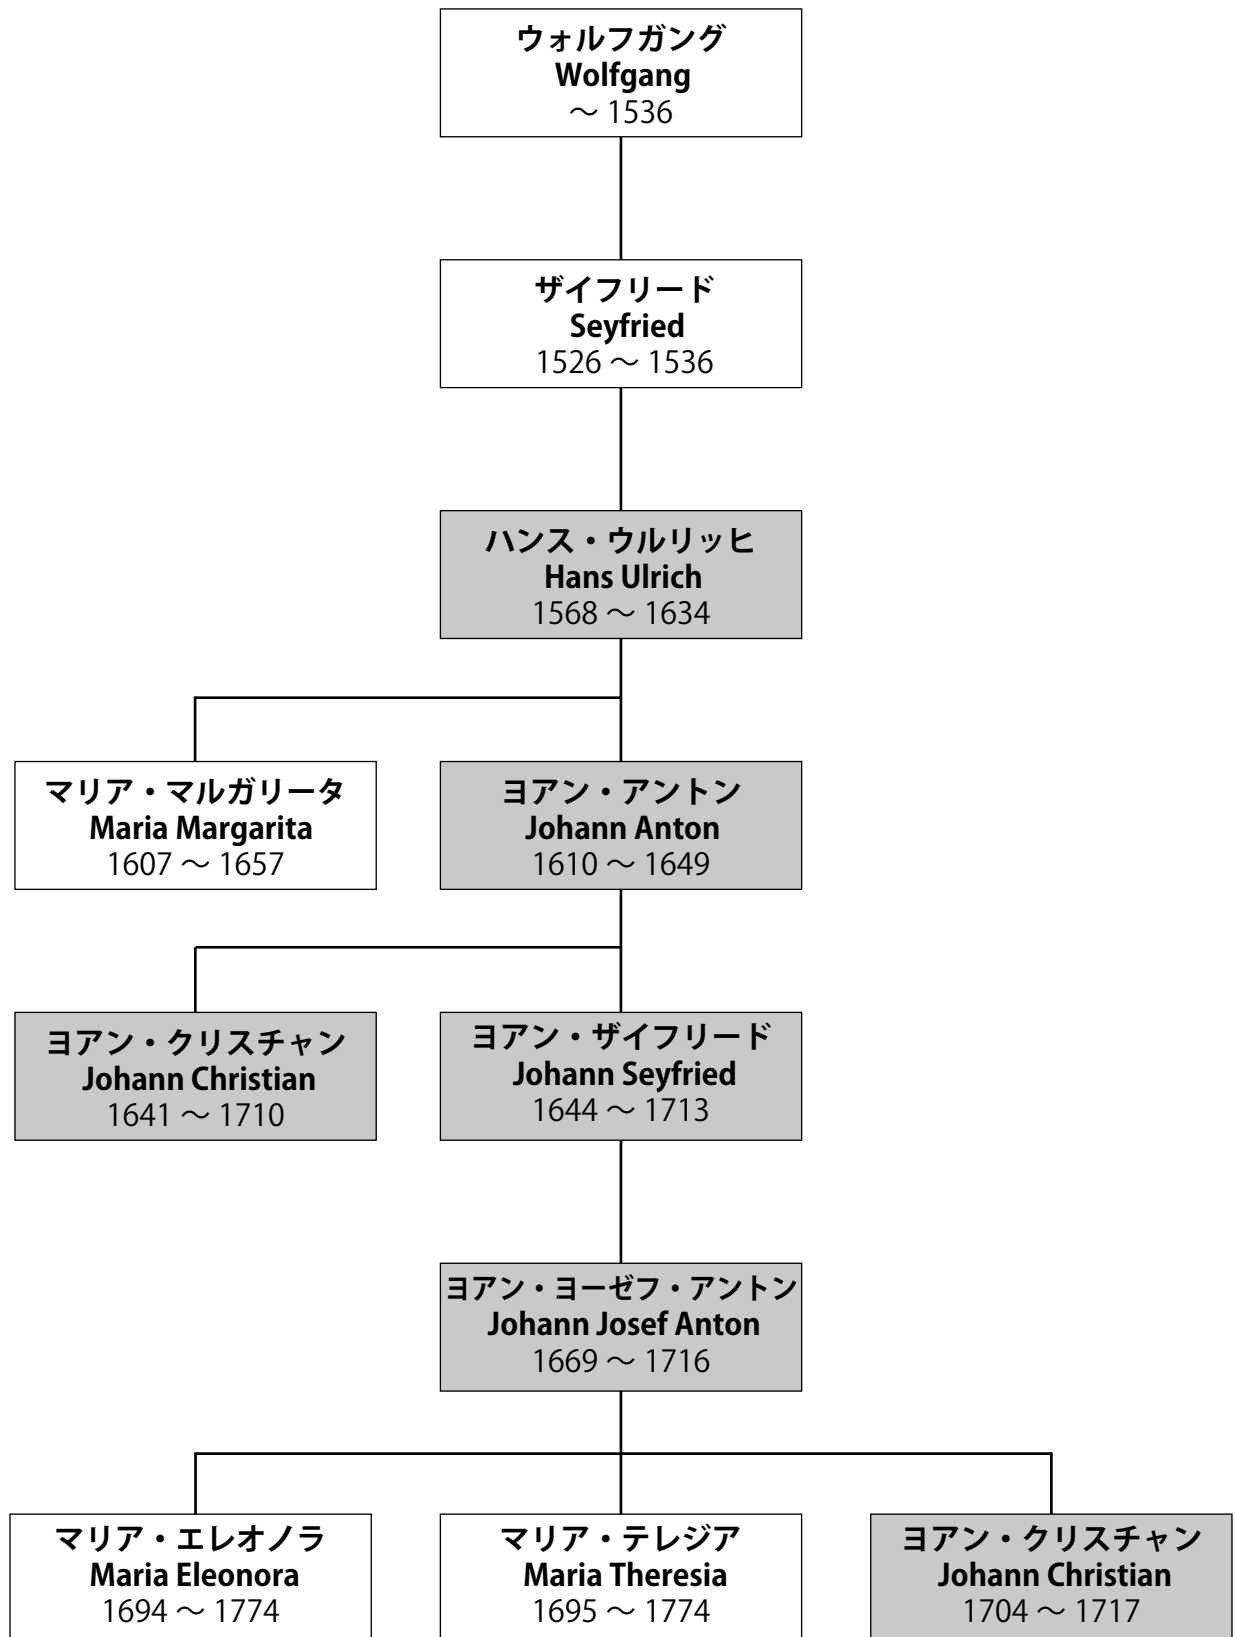 ウォルフガング
Wolfgang
～ 1536
ザイフリード
Seyfried
1526 ～ 1536
ハンス・ウルリッヒ
Hans Ulrich
1568 ～ 1634
マリア・マルガリータ
Maria Margarita
1607 ～ 1657
ヨアン・アントン
Johann Anton
1610 ～ 1649
ヨアン・クリスチャン
Johann Christian
1641 ～ 1710
ヨアン・ザイフリード
Johann Seyfried
1644 ～ 1713
ヨアン・ヨーゼフ・アントン
Johann Josef Anton
1669 ～ 1716
マリア・エレオノラ
Maria Eleonora
1694 ～ 1774
マリア・テレジア
Maria Theresia
1695 ～ 1774
ヨアン・クリスチャン
Johann Christian
1704 ～ 1717